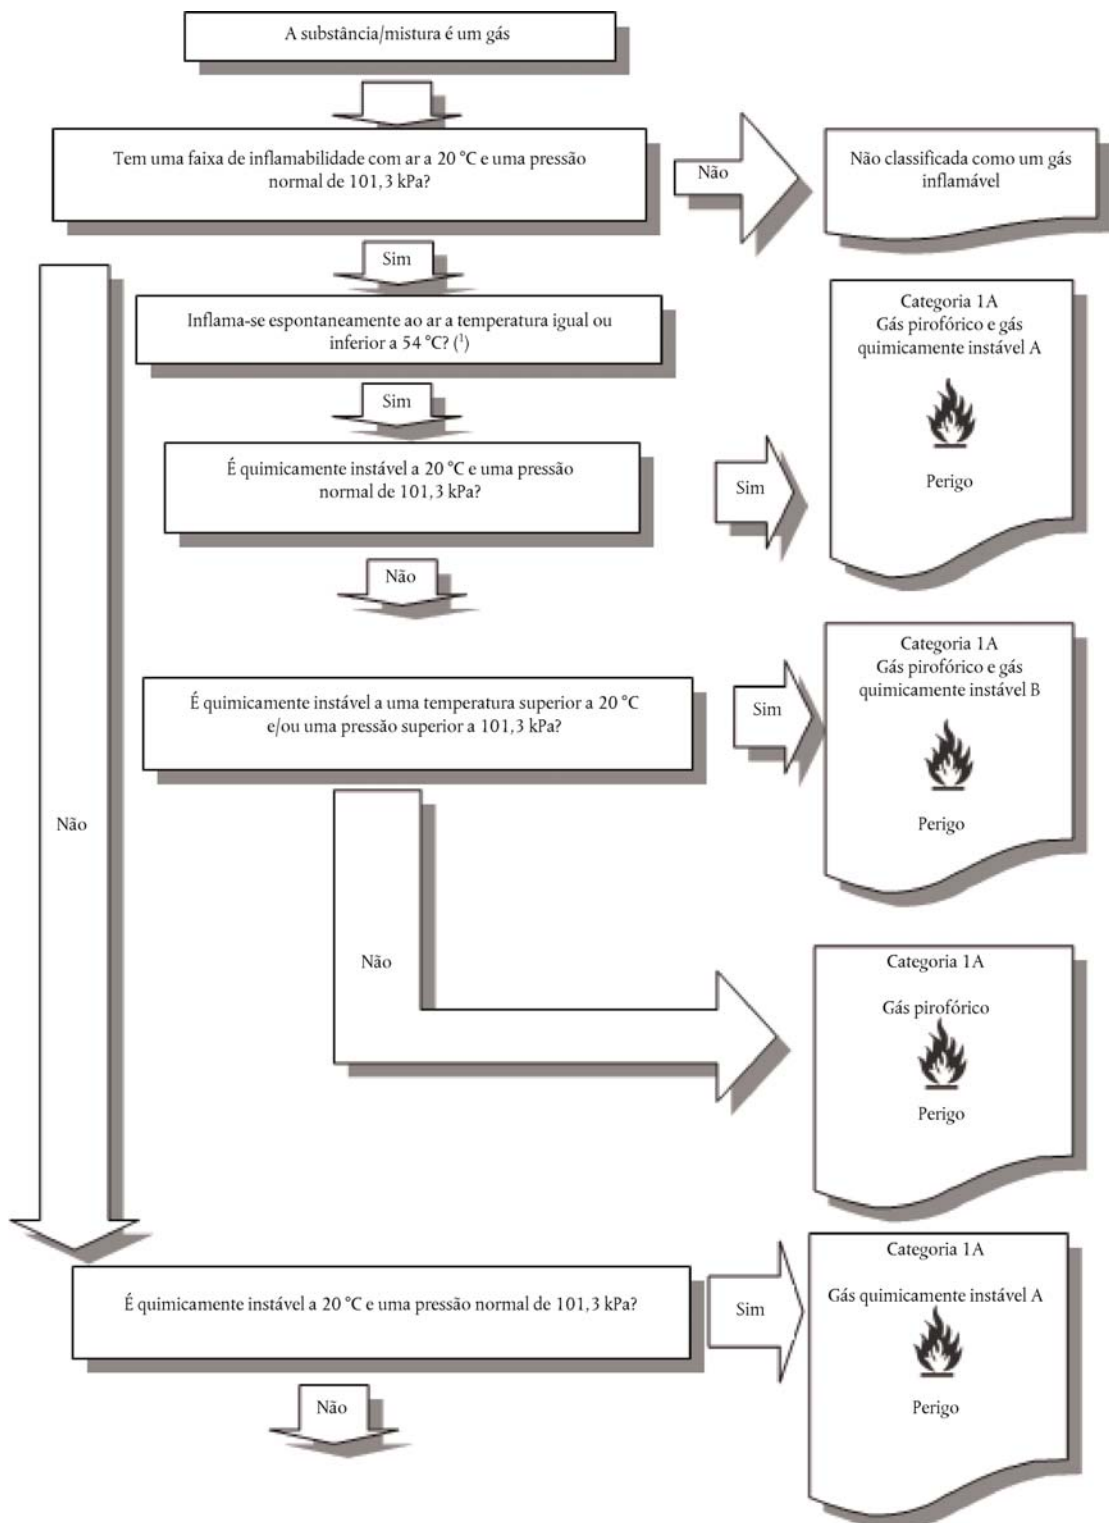 A substância/mistura é um gás
Tem uma faixa de inflamabilidade com ar a 20 °C e uma pressão
normal de 101,3 kPa?
Não
Não classificada como um gás
inflamável
Sim
Inflama-se espontaneamente ao ar a temperatura igual ou
inferior a 54 °C? (¹)
Categoria 1A
Gás pirofórico e gás
quimicamente instável A
Perigo
Sim
É quimicamente instável a 20 °C e uma pressão
normal de 101,3 kPa?
Sim
Não
É quimicamente instável a uma temperatura superior a 20 °C
e/ou uma pressão superior a 101,3 kPa?
Sim
Categoria 1A
Gás pirofórico e gás
quimicamente instável B
Perigo
Não
Não
Categoria 1A
Gás pirofórico
Perigo
É quimicamente instável a 20 °C e uma pressão normal de 101,3 kPa?
Sim
Categoria 1A
Gás quimicamente instável A
Perigo
Não